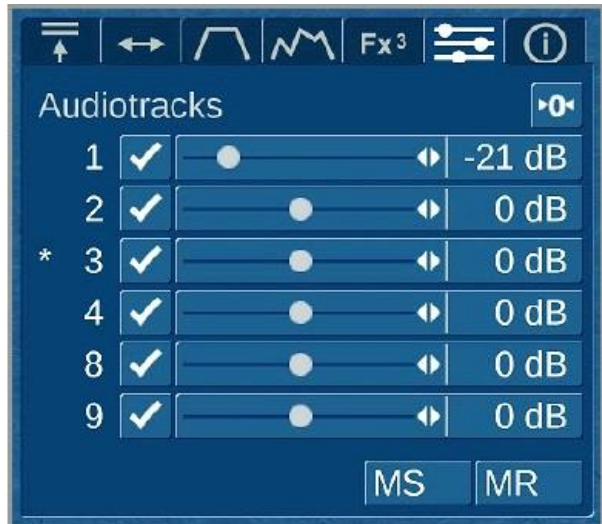 Fx³
Audiotracks ▸0◂
1 -21 dB
2 0 dB
* 3 0 dB
4 0 dB
8 0 dB
9 0 dB
MS MR